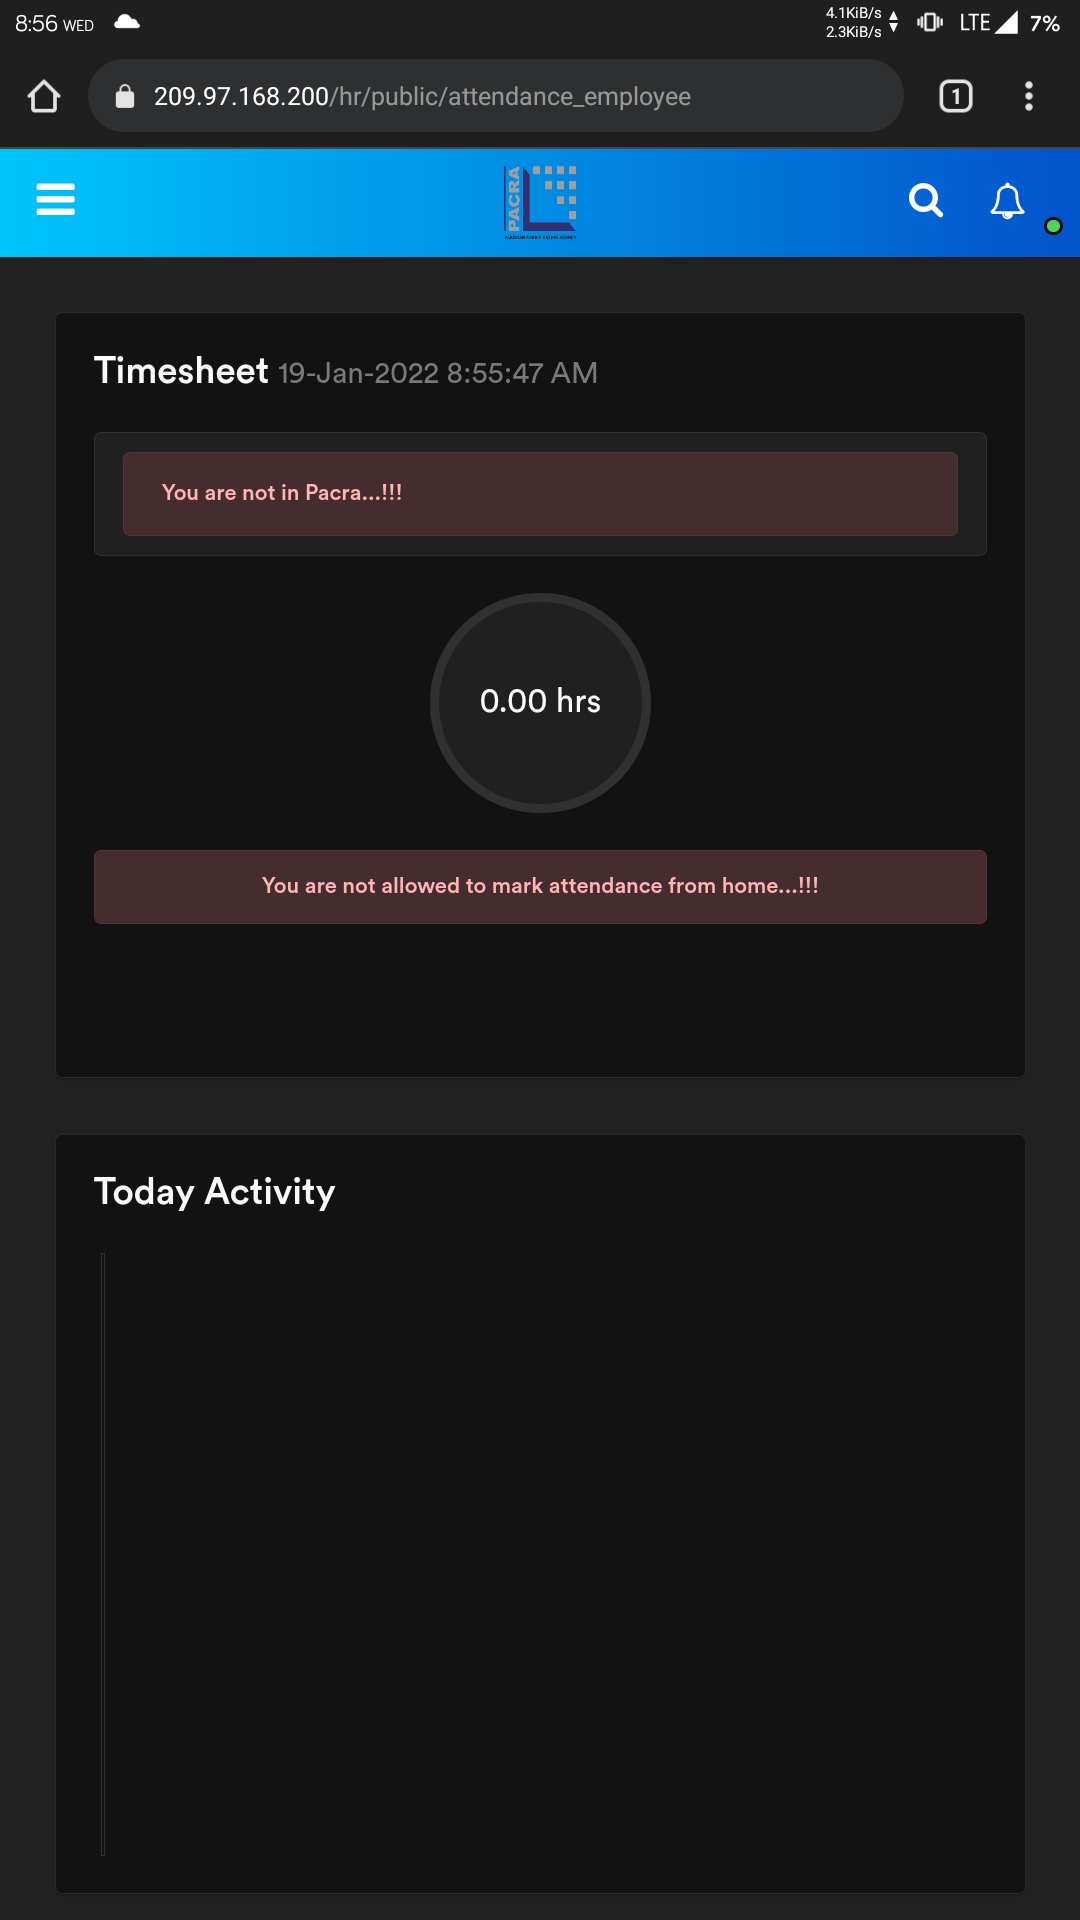 8:56 WED
4.1KiB/s
2.3KiB/s
LTE
7%
209.97.168.200/hr/public/attendance_employee
1
PACRA
Timesheet 19-Jan-2022 8:55:47 AM
You are not in Pacra...!!!
0.00 hrs
You are not allowed to mark attendance from home...!!!
Today Activity